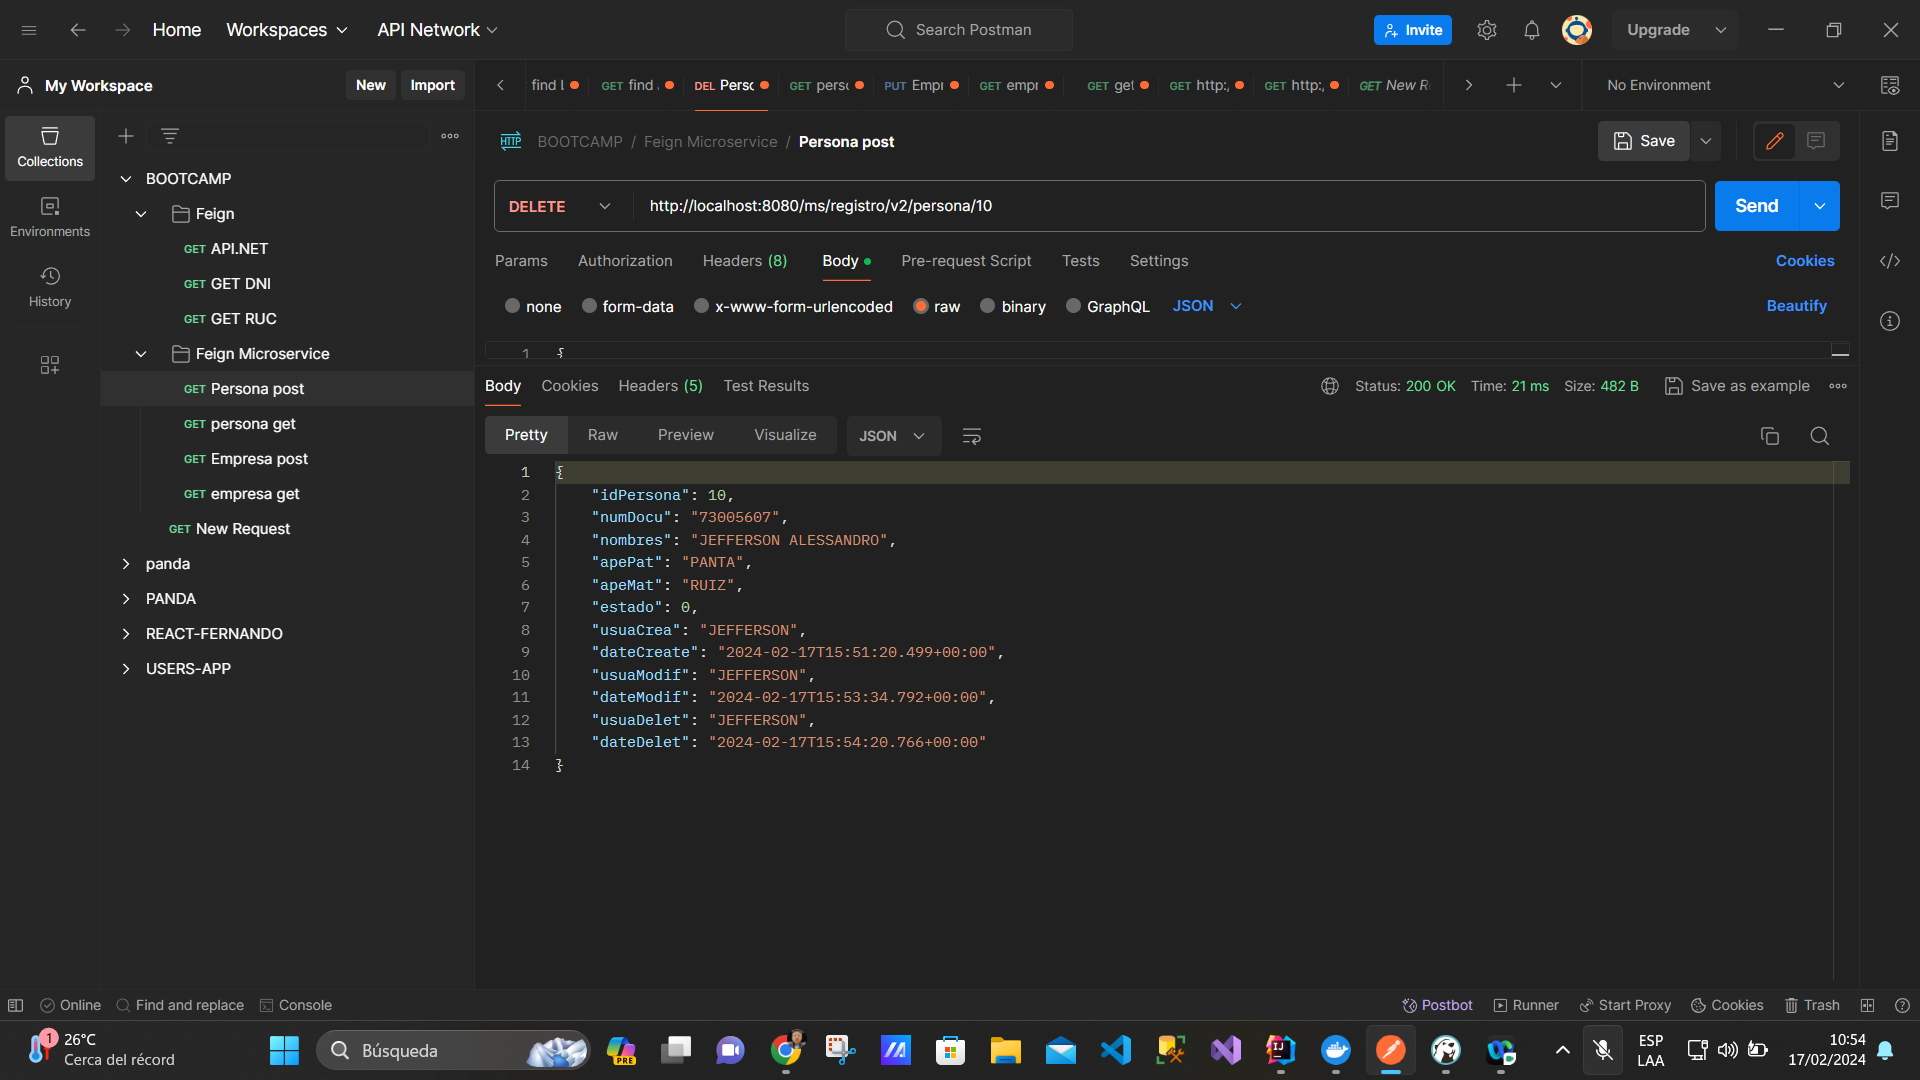 Home
Workspaces
API Network
Search Postman
Invite
Upgrade
My Workspace
New
Import
find
GET find
DEL Perso
GET perso
PUT Empr
GET empr
GET get
GET http:/
GET http:/
GET New R
No Environment
Collections
Environments
History
BOOTCAMP
Feign
GET API.NET
GET GET DNI
GET GET RUC
Feign Microservice
GET Persona post
GET persona get
GET Empresa post
GET empresa get
GET New Request
panda
PANDA
REACT-FERNANDO
USERS-APP
HTTP BOOTCAMP / Feign Microservice / Persona post
Save
DELETE http://localhost:8080/ms/registro/v2/persona/10
Send
Params Authorization Headers (8) Body Pre-request Script Tests Settings Cookies
none form-data x-www-form-urlencoded raw binary GraphQL JSON Beautify
1 {
Body Cookies Headers (5) Test Results Status: 200 OK Time: 21 ms Size: 482 B Save as example
Pretty Raw Preview Visualize JSON
1 {
2 "idPersona": 10,
3 "numDocu": "73005607",
4 "nombres": "JEFFERSON ALESSANDRO",
5 "apePat": "PANTA",
6 "apeMat": "RUIZ",
7 "estado": 0,
8 "usuaCrea": "JEFFERSON",
9 "dateCreate": "2024-02-17T15:51:20.499+00:00",
10 "usuaModif": "JEFFERSON",
11 "dateModif": "2024-02-17T15:53:34.792+00:00",
12 "usuaDelet": "JEFFERSON",
13 "dateDelet": "2024-02-17T15:54:20.766+00:00"
14 }
Online Find and replace Console Postbot Runner Start Proxy Cookies Trash
1
26°C
Cerca del récord
Búsqueda
PRE
ESP
LAA
10:54
17/02/2024